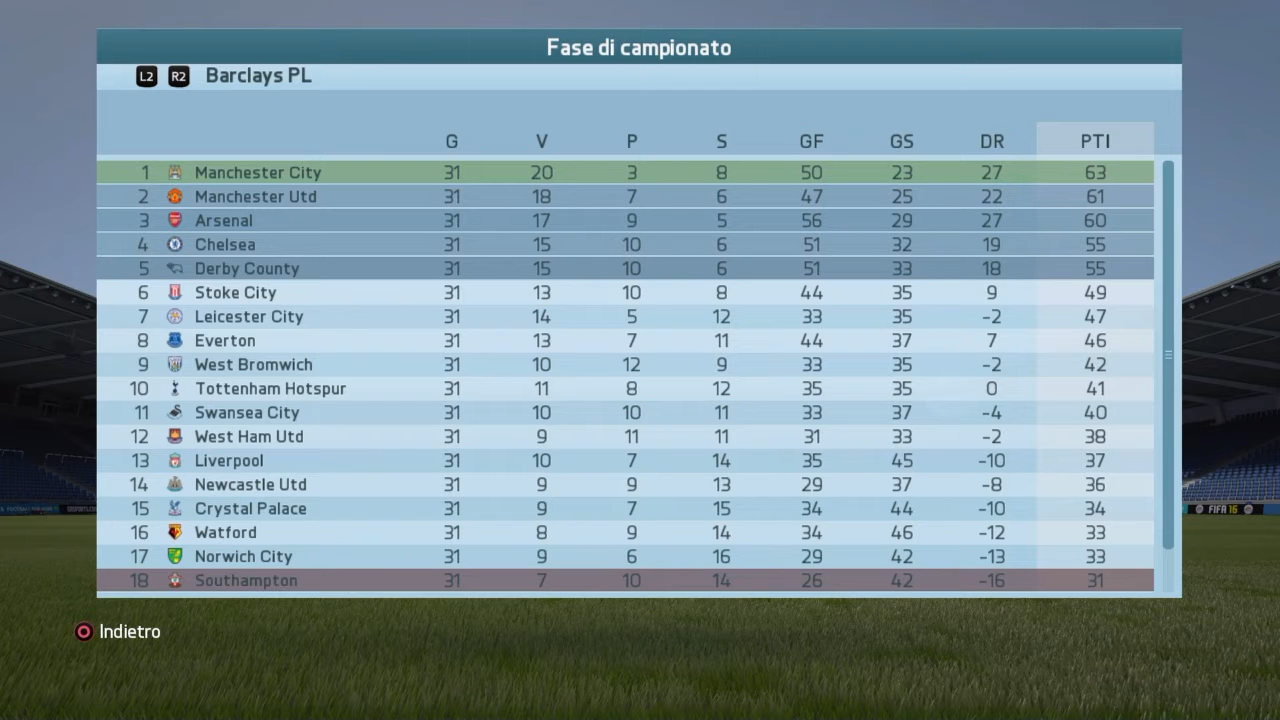 Fase di campionato
L2 R2 Barclays PL
G V P S GF GS DR PTI
1 Manchester City 31 20 3 8 50 23 27 63
2 Manchester Utd 31 18 7 6 47 25 22 61
3 Arsenal 31 17 9 5 56 29 27 60
4 Chelsea 31 15 10 6 51 32 19 55
5 Derby County 31 15 10 6 51 33 18 55
6 Stoke City 31 13 10 8 44 35 9 49
7 Leicester City 31 14 5 12 33 35 -2 47
8 Everton 31 13 7 11 44 37 7 46
9 West Bromwich 31 10 12 9 33 35 -2 42
10 Tottenham Hotspur 31 11 8 12 35 35 0 41
11 Swansea City 31 10 10 11 33 37 -4 40
12 West Ham Utd 31 9 11 11 31 33 -2 38
13 Liverpool 31 10 7 14 35 45 -10 37
14 Newcastle Utd 31 9 9 13 29 37 -8 36
15 Crystal Palace 31 9 7 15 34 44 -10 34
16 Watford 31 8 9 14 34 46 -12 33
17 Norwich City 31 9 6 16 29 42 -13 33
18 Southampton 31 7 10 14 26 42 -16 31
FIFA 16
Indietro